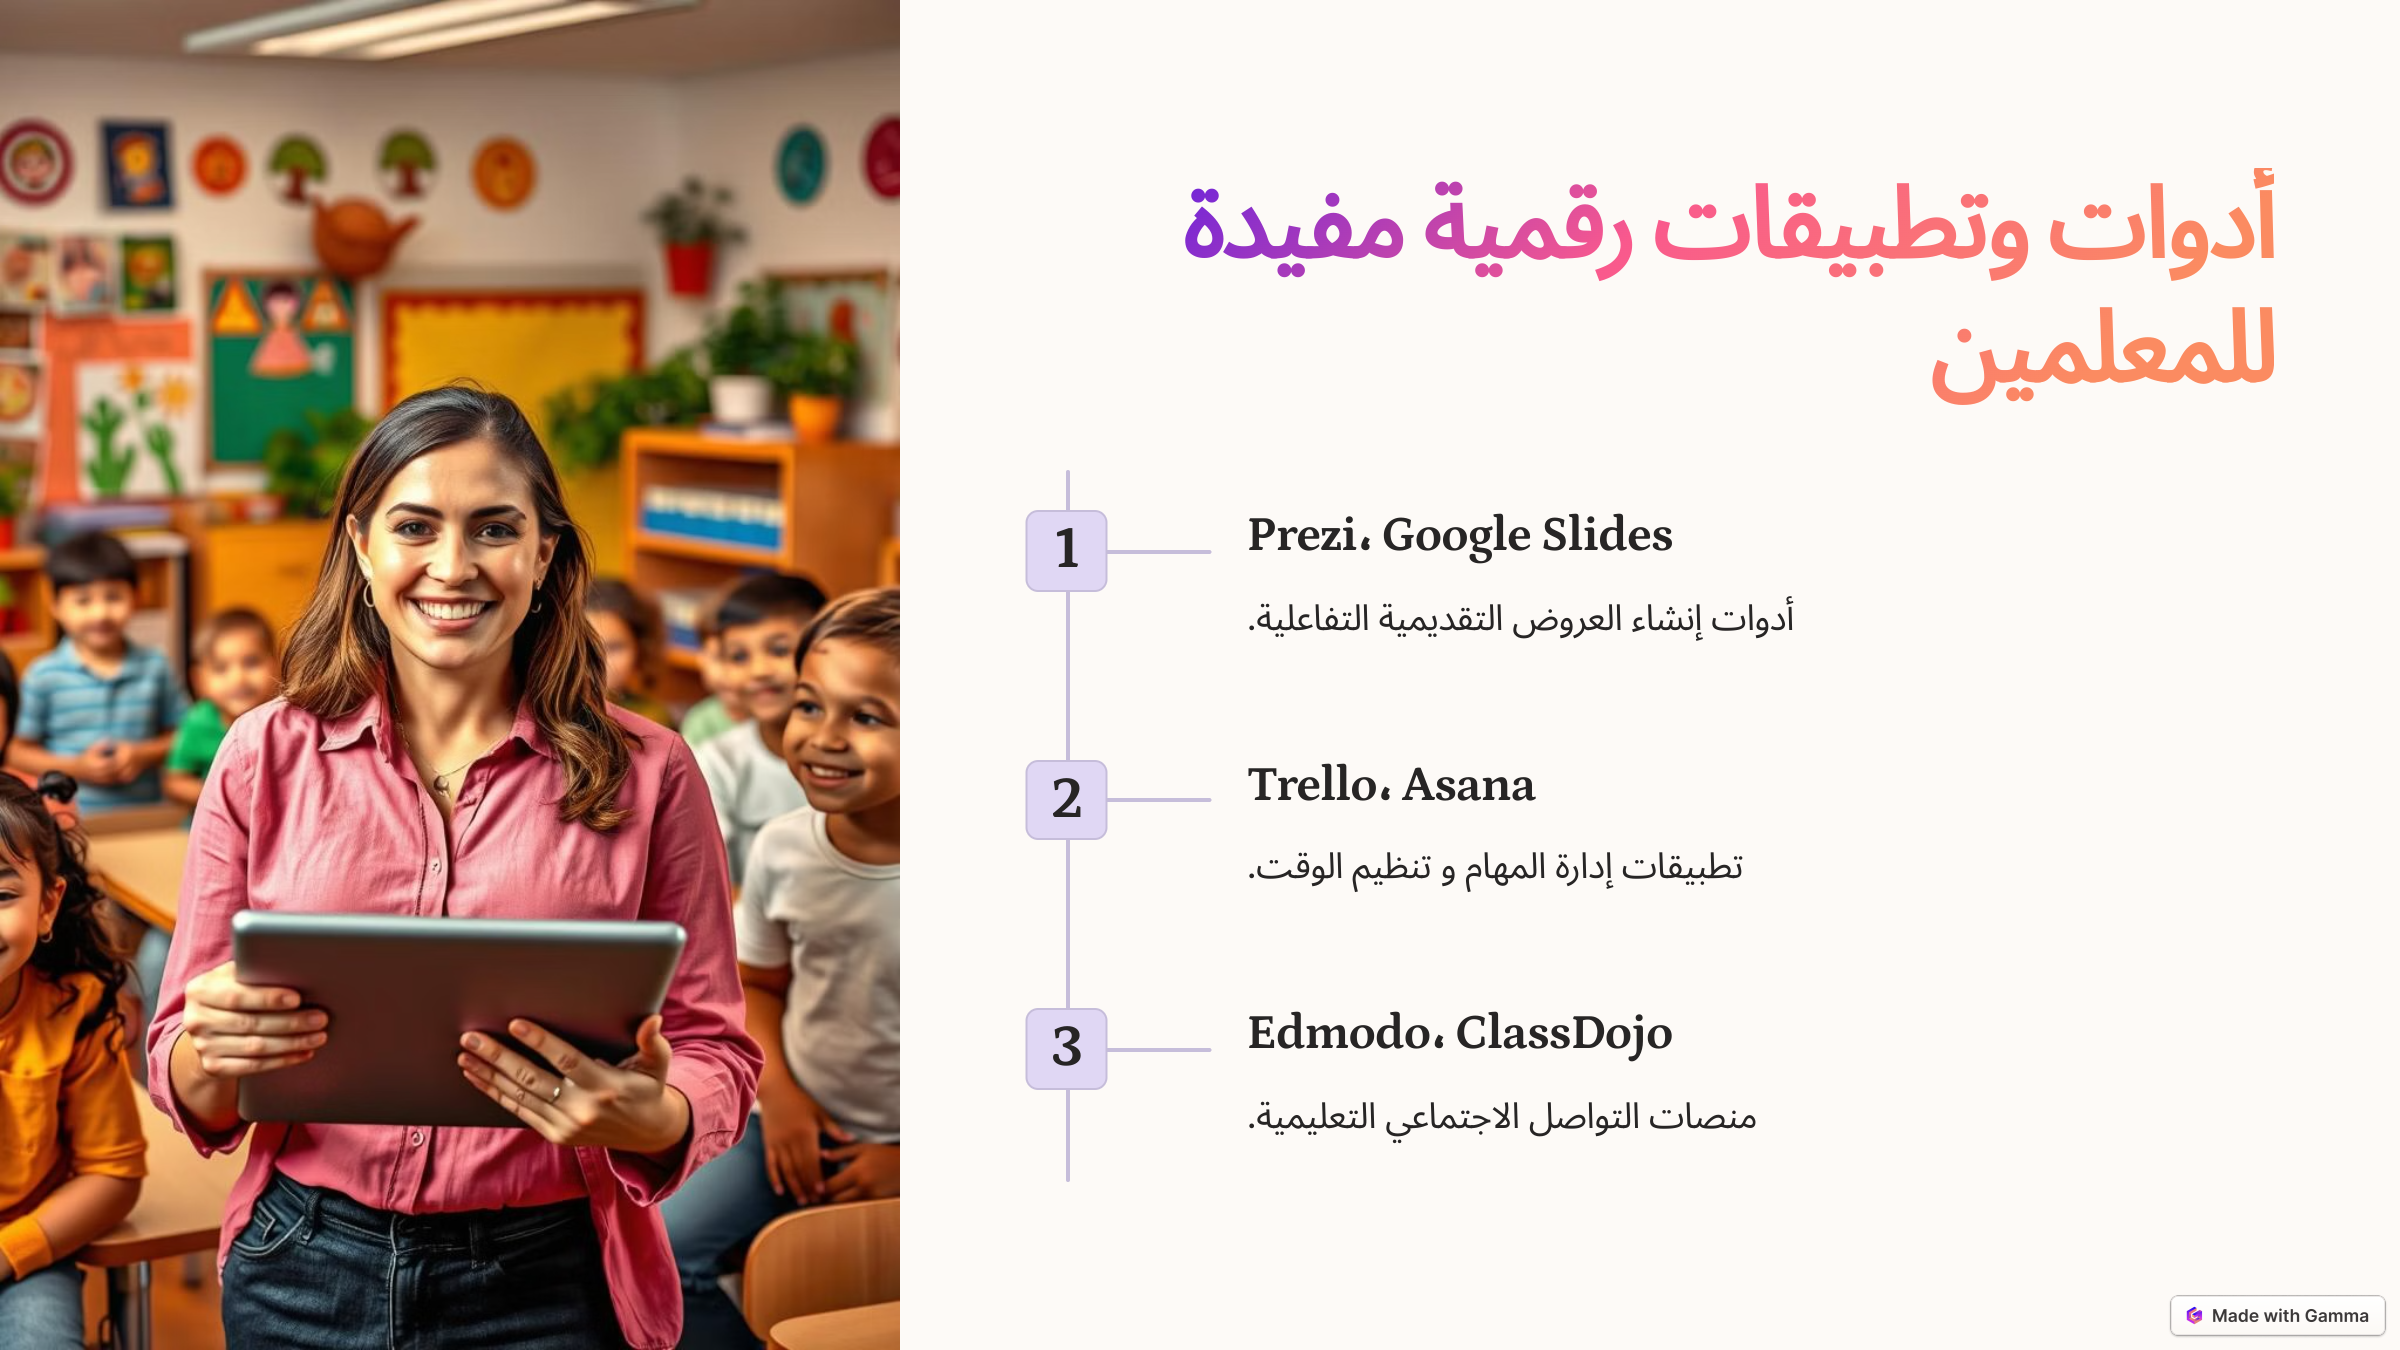 أدوات وتطبيقات رقمية مفيدة
للمعلمين
1
Prezi، Google Slides
أدوات إنشاء العروض التقديمية التفاعلية.
2
Trello، Asana
تطبيقات إدارة المهام و تنظيم الوقت.
3
Edmodo، ClassDojo
منصات التواصل الاجتماعي التعليمية.
Made with Gamma